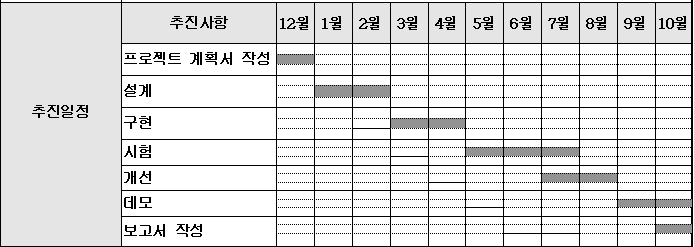 추진사항 12월 1월 2월 3월 4월 5월 6월 7월 8월 9월 10월
추진일정
프로젝트 계획서 작성
설계
구현
시험
개선
데모
보고서 작성